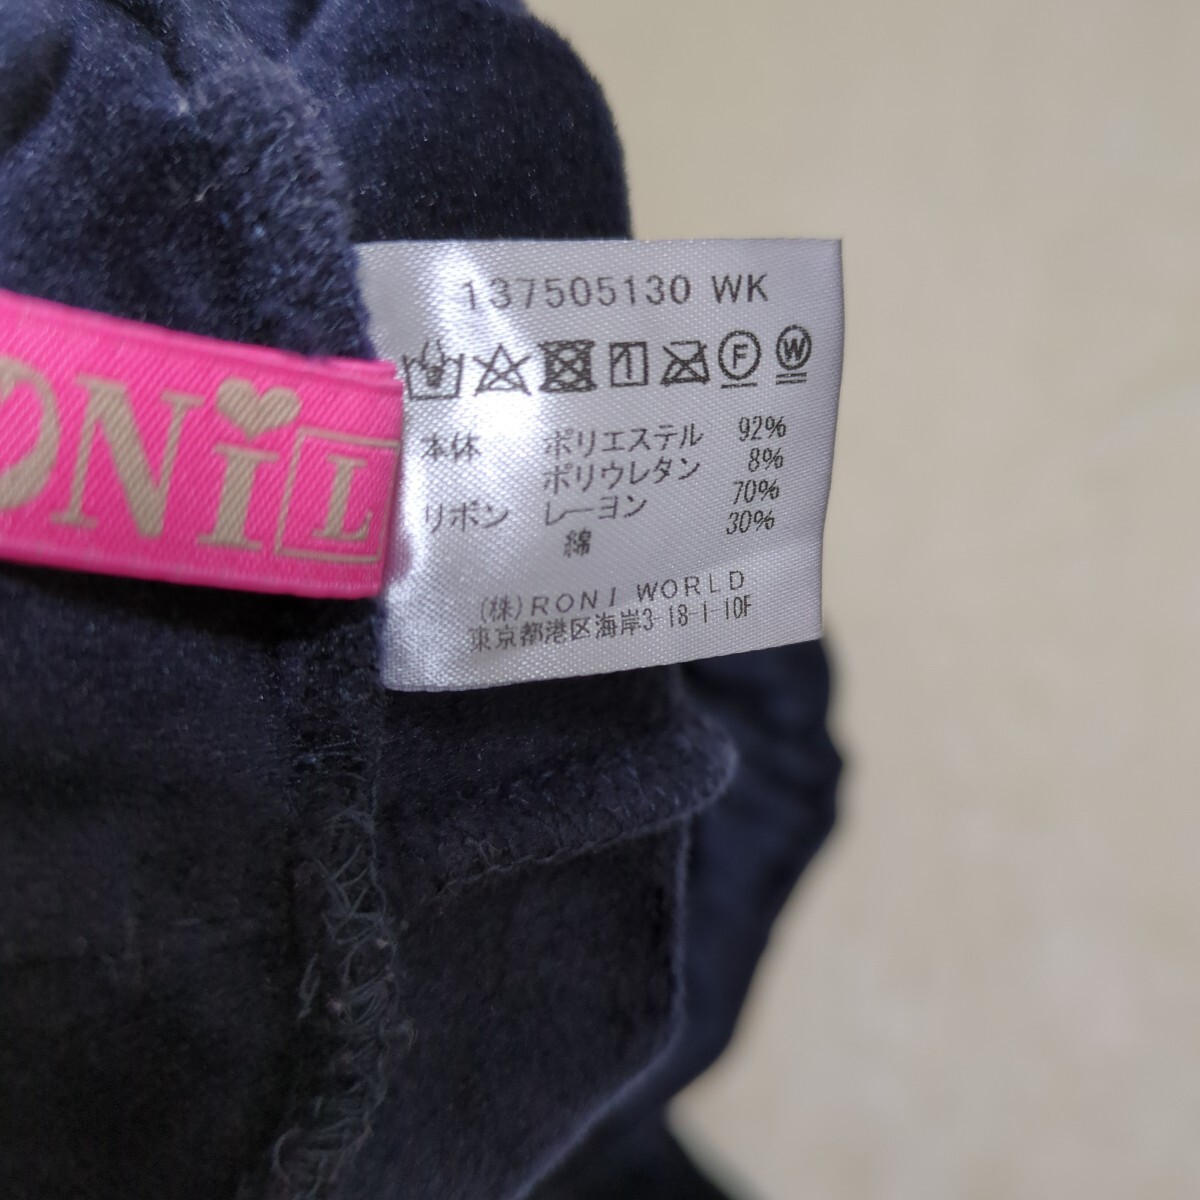 137505130 WK
F W
本体 ポリエステル 92%
ポリウレタン 8%
リボン レーヨン 70%
綿 30%
(株)RONI WORLD
東京都港区海岸3-18-1-10F
RONi L